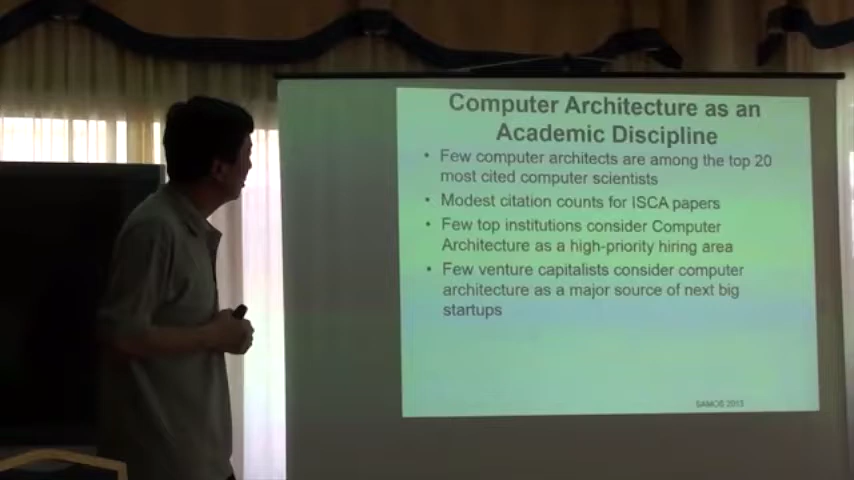 Computer Architecture as an
Academic Discipline
• Few computer architects are among the top 20
most cited computer scientists
• Modest citation counts for ISCA papers
• Few top institutions consider Computer
Architecture as a high-priority hiring area
• Few venture capitalists consider computer
architecture as a major source of next big
startups
SAMOS 2013